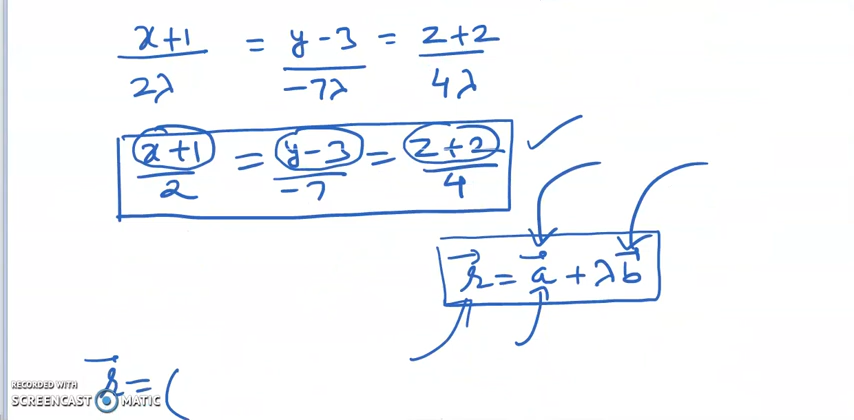 x+1/2λ = y-3/-7λ = z+2/4λ
x+1/2 = y-3/-7 = z+2/4 ✓
r⃗ = a⃗ + λb⃗
r⃗ = (
RECORDED WITH
SCREENCAST MATIC